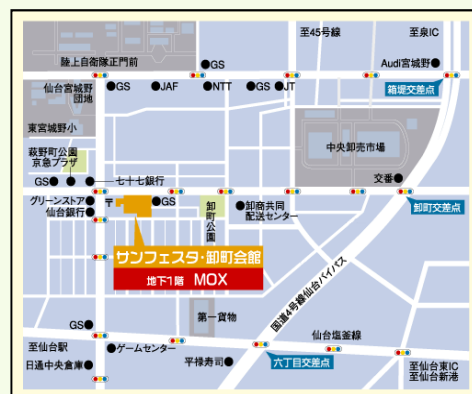 陸上自衛隊正門前
GS
至45号線
至泉IC
Audi宮城野
仙台宮城野
団地
GS
JAF
NTT
GS
JT
箱堤交差点
東宮城野小
萩野町公園
京急プラザ
中央卸売市場
GS
七十七銀行
交番
グリーンストア
仙台銀行
〒
GS
卸町公園
卸商共同
配送センター
卸町交差点
サンフェスタ・卸町会館
地下1階 MOX
国道4号線仙台バイパス
第一貨物
GS
仙台塩釜線
至仙台駅
ゲームセンター
日通中央倉庫
平禄寿司
六丁目交差点
至仙台東IC
至仙台新港